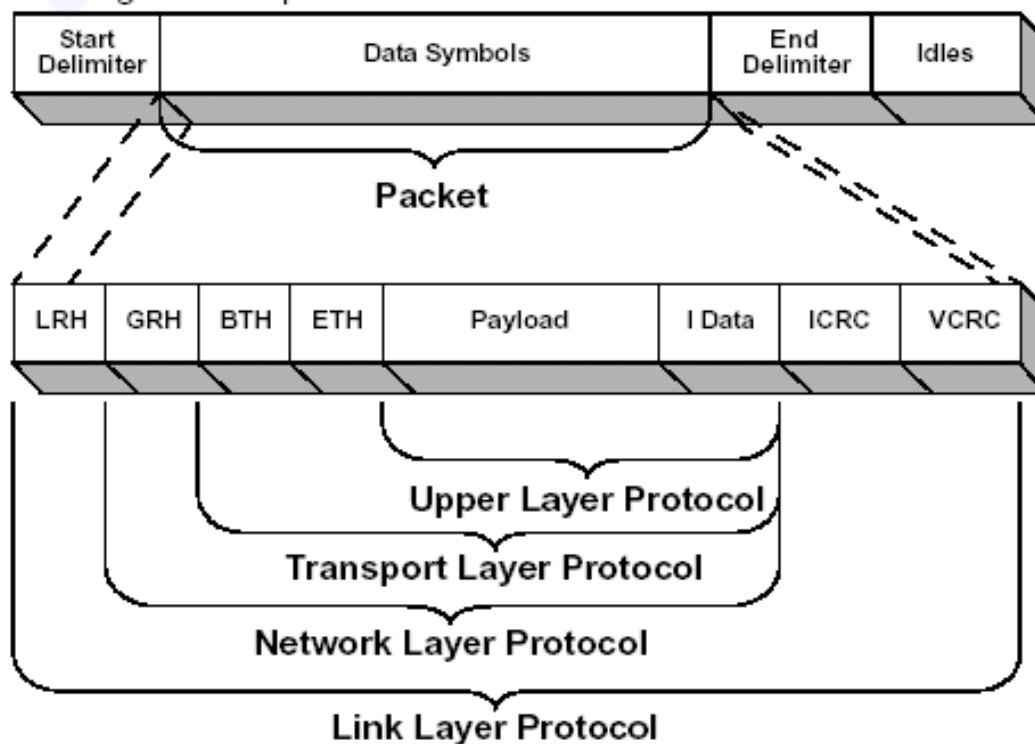 Start Delimiter
Data Symbols
End Delimiter
Idles
Packet
LRH
GRH
BTH
ETH
Payload
I Data
ICRC
VCRC
Upper Layer Protocol
Transport Layer Protocol
Network Layer Protocol
Link Layer Protocol